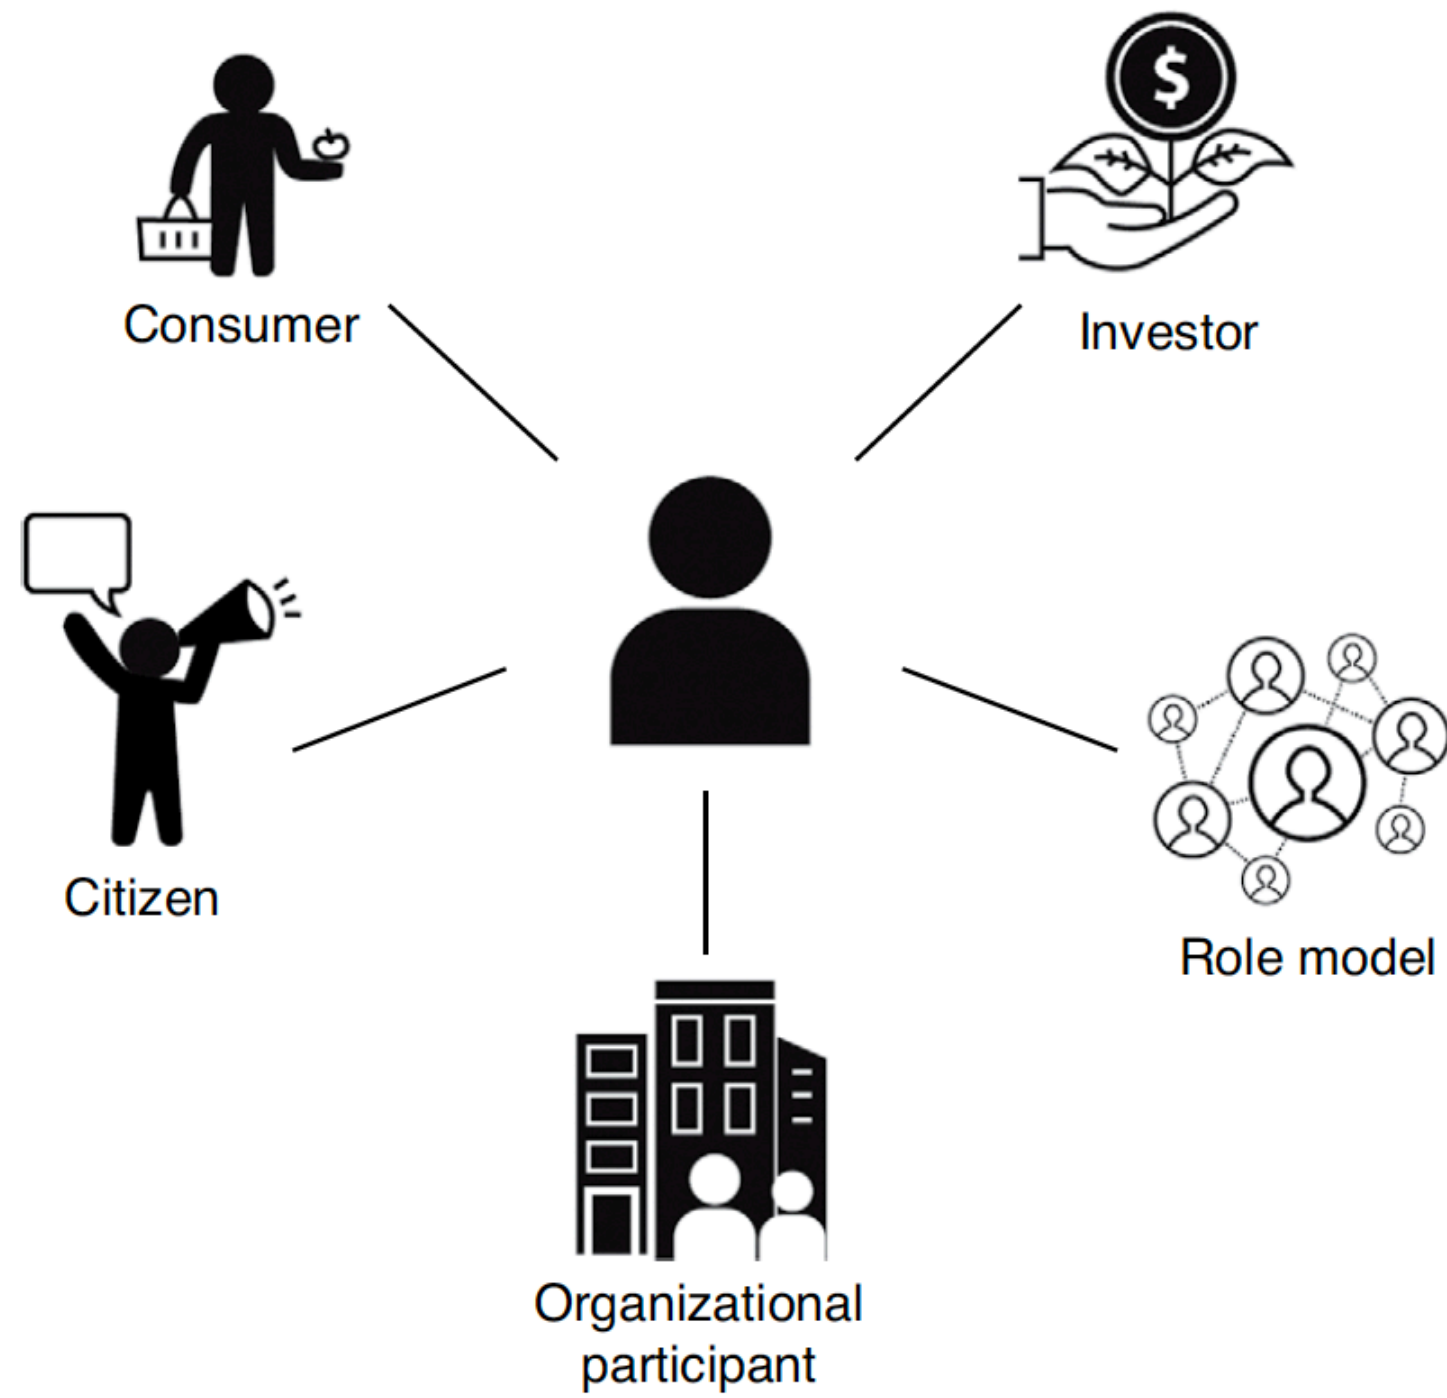 $
Consumer
Investor
Citizen
Role model
Organizational
participant